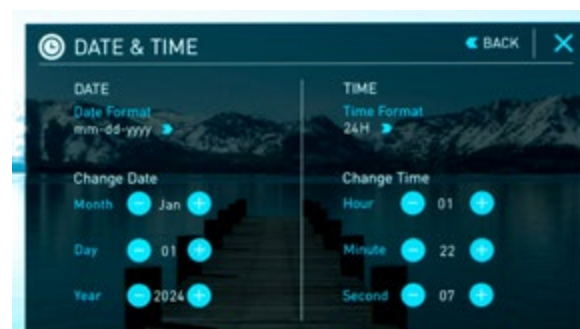 DATE & TIME
BACK
DATE
Date Format
mm-dd-yyyy
Change Date
Month - Jan +
Day - 01 +
Year - 2024 +
TIME
Time Format
24H
Change Time
Hour - 01 +
Minute - 22 +
Second - 07 +